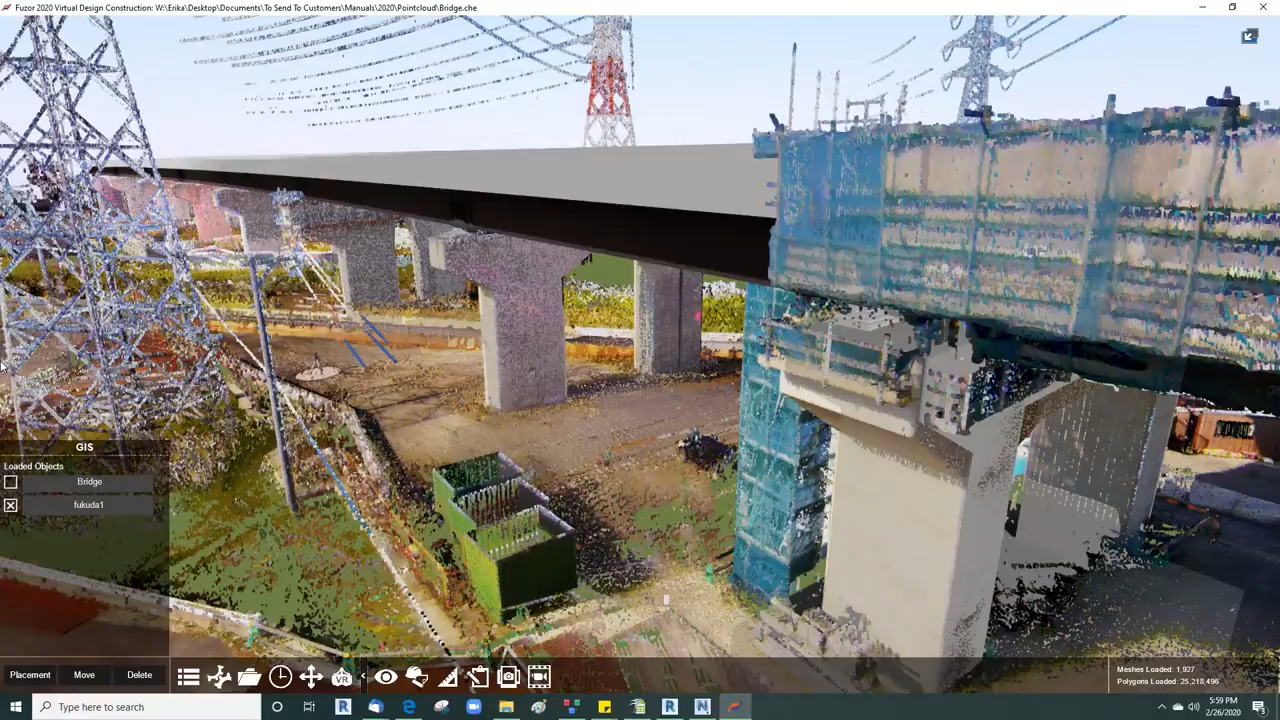 Fuzor 2020 Virtual Design Construction: W:\Erika\Desktop\Documents\To Send To Customers\Manuals\2020\Pointcloud\Bridge.che
GIS
Loaded Objects
Bridge
fukuda1
Placement Move Delete
VR
Meshes Loaded: 1,927
Polygons Loaded: 25,218,496
Type here to search
R
R
N
5:59 PM
2/26/2020
3